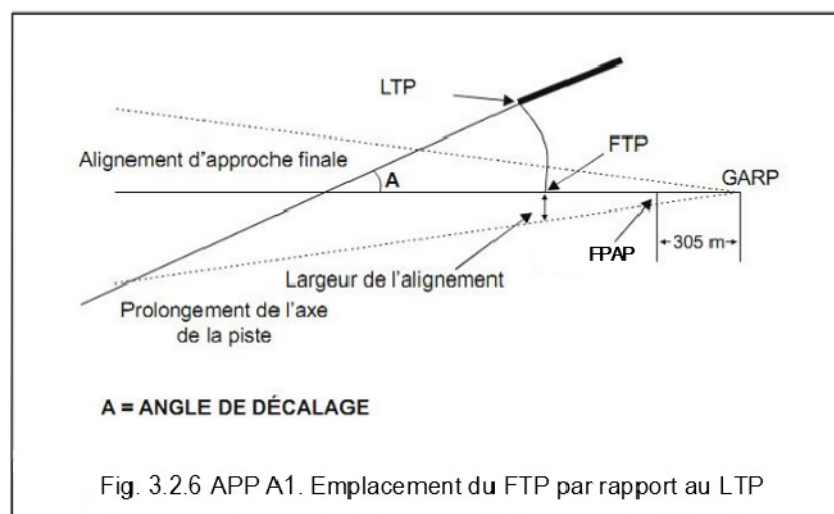 LTP
FTP
Alignement d"approche finale
A
GARP
FPAP
305 m
Largeur de l'alignement
Prolongement de l'axe
de la piste
A = ANGLE DE DÉCALAGE
Fig. 3.2.6 APP A1. Emplacement du FTP par rapport au LTP